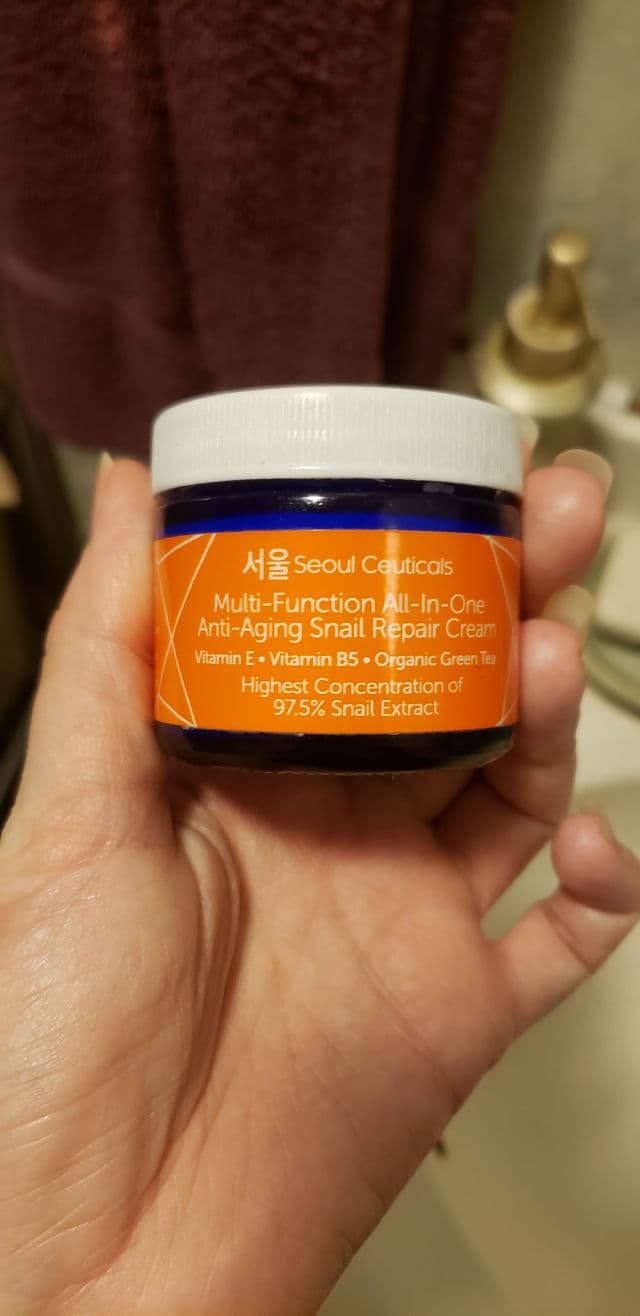 서울 Seoul Ceuticals
Multi-Function All-In-One
Anti-Aging Snail Repair Cream
Vitamin E • Vitamin B5 • Organic Green Tea
Highest Concentration of
97.5% Snail Extract